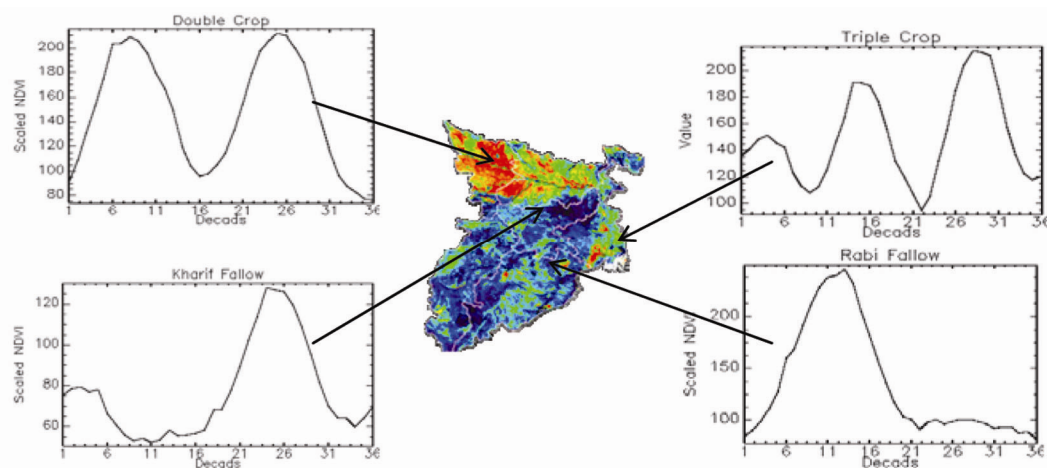 Double Crop
Scaled NDVI
200
180
160
140
120
100
80
1 6 11 16 21 26 31 36
Decads
Triple Crop
Value
200
180
160
140
120
100
1 6 11 16 21 26 31 36
Decads
Kharif Fallow
Scaled NDVI
120
100
80
60
1 6 11 16 21 26 31 36
Decads
Rabi Fallow
Scaled NDVI
200
150
100
1 6 11 16 21 26 31 36
Decads